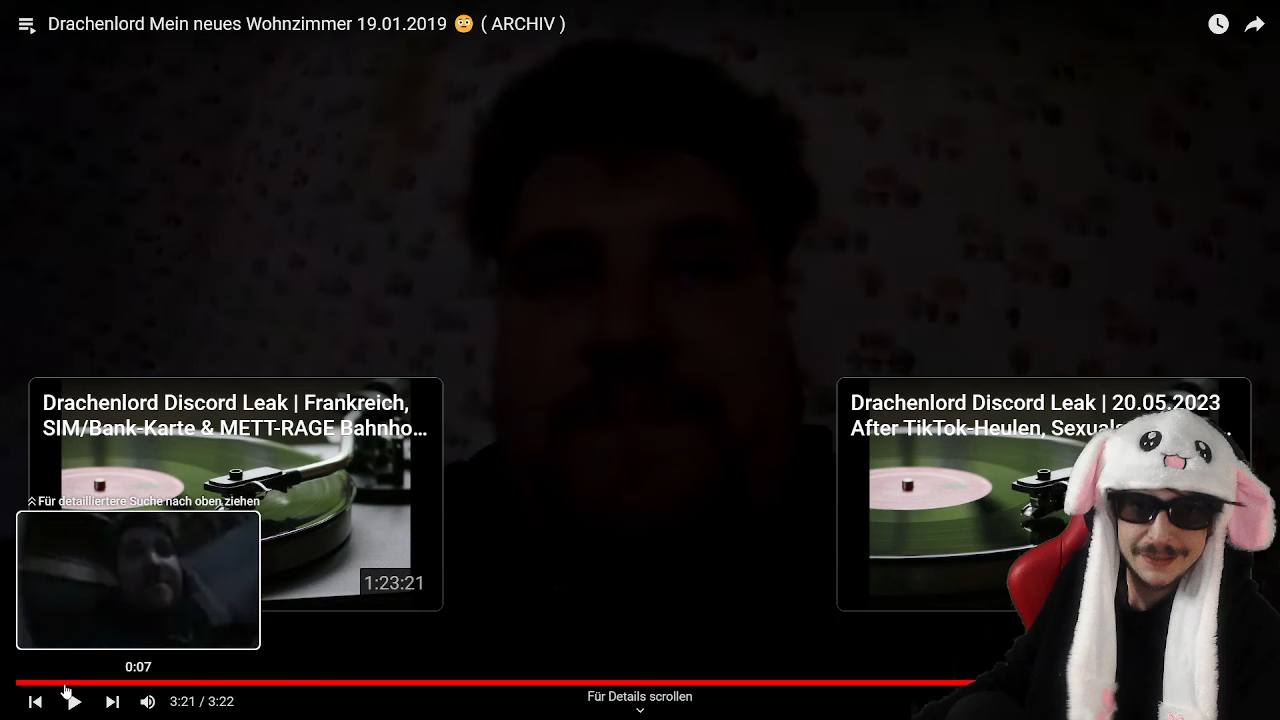 Drachenlord Mein neues Wohnzimmer 19.01.2019 😳 ( ARCHIV )
Drachenlord Discord Leak | Frankreich,
SIM/Bank-Karte & METT-RAGE Bahnho...
1:23:21
Drachenlord Discord Leak | 20.05.2023
After TikTok-Heulen,
Für detailliertere Suche nach oben ziehen
0:07
3:21 / 3:22
Für Details scrollen